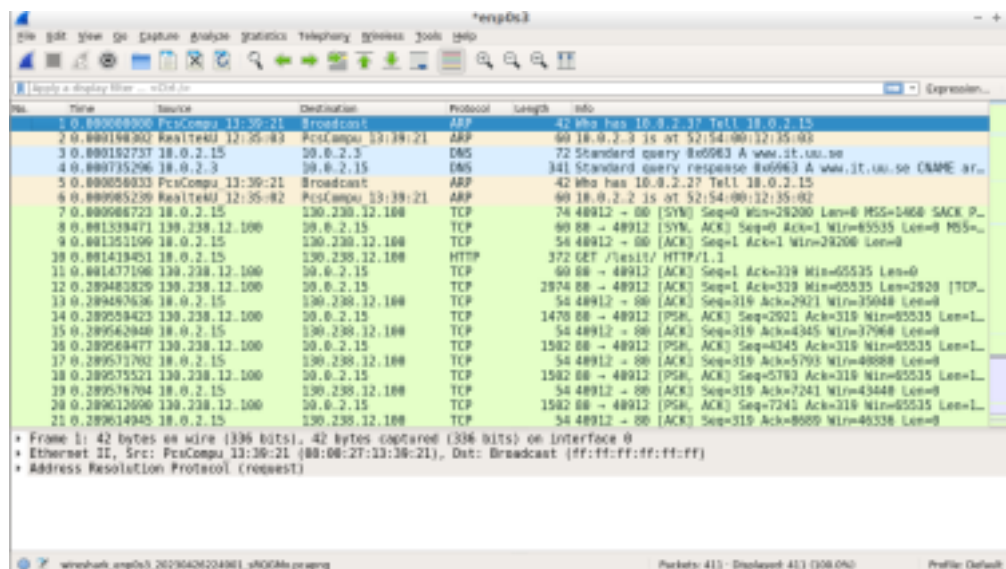 *enp0s3
File Edit View Go Capture Analyze Statistics Telephony Wireless Tools Help
Apply a display filter ... <Ctrl-/> Expression...
No. Time Source Destination Protocol Length Info
1 0.000000000 PcsCompu_13:39:21 Broadcast ARP 42 Who has 10.0.2.3? Tell 10.0.2.15
2 RealtekU_12:35:03 PcsCompu_13:39:21 ARP 60 10.0.2.3 is at 52:54:00:12:35:03
3 0.000192737 10.0.2.15 10.0.2.3 DNS 72 Standard query 0x6963 A www.it.uu.se
4 0.000735296 10.0.2.3 10.0.2.15 DNS 341 Standard query response 0x6963 A www.it.uu.se CNAME ar…
5 0.000856033 PcsCompu_13:39:21 Broadcast ARP 42 Who has 10.0.2.2? Tell 10.0.2.15
6 0.000985239 RealtekU_12:35:02 PcsCompu_13:39:21 ARP 60 10.0.2.2 is at 52:54:00:12:35:02
7 0.000986723 10.0.2.15 130.238.12.100 TCP 74 40912 → 80 [SYN] Seq=0 Win=29200 Len=0 MSS=1460 SACK_P…
8 0.001339471 130.238.12.100 10.0.2.15 TCP 60 80 → 40912 [SYN, ACK] Seq=0 Ack=1 Win=65535 Len=0 MSS=…
9 0.001351199 10.0.2.15 130.238.12.100 TCP 54 40912 → 80 [ACK] Seq=1 Ack=1 Win=29200 Len=0
10 0.001419451 10.0.2.15 130.238.12.100 HTTP 372 GET /lesit/ HTTP/1.1
11 0.001477198 130.238.12.100 10.0.2.15 TCP 60 80 → 40912 [ACK] Seq=1 Ack=319 Win=65535 Len=0
12 0.289481829 130.238.12.100 10.0.2.15 TCP 2974 80 → 40912 [ACK] Seq=1 Ack=319 Win=65535 Len=2920 [TCP…
13 0.289497636 10.0.2.15 130.238.12.100 TCP 54 40912 → 80 [ACK] Seq=319 Ack=2921 Win=35040 Len=0
14 0.289559423 130.238.12.100 10.0.2.15 TCP 1478 80 → 40912 [PSH, ACK] Seq=2921 Ack=319 Win=65535 Len=1…
15 0.289562040 10.0.2.15 130.238.12.100 TCP 54 40912 → 80 [ACK] Seq=319 Ack=4345 Win=37960 Len=0
16 0.289569477 130.238.12.100 10.0.2.15 TCP 1502 80 → 40912 [PSH, ACK] Seq=4345 Ack=319 Win=65535 Len=1…
17 0.289571702 10.0.2.15 130.238.12.100 TCP 54 40912 → 80 [ACK] Seq=319 Ack=5793 Win=40880 Len=0
18 0.289575521 130.238.12.100 10.0.2.15 TCP 1502 80 → 40912 [PSH, ACK] Seq=5793 Ack=319 Win=65535 Len=1…
19 0.289576704 10.0.2.15 130.238.12.100 TCP 54 40912 → 80 [ACK] Seq=319 Ack=7241 Win=43440 Len=0
20 0.289612690 130.238.12.100 10.0.2.15 TCP 1502 80 → 40912 [PSH, ACK] Seq=7241 Ack=319 Win=65535 Len=1…
21 0.289614945 10.0.2.15 130.238.12.100 TCP 54 40912 → 80 [ACK] Seq=319 Ack=8689 Win=46336 Len=0
Frame 1: 42 bytes on wire (336 bits), 42 bytes captured (336 bits) on interface 0
Ethernet II, Src: PcsCompu_13:39:21 (08:00:27:13:39:21), Dst: Broadcast (ff:ff:ff:ff:ff:ff)
Address Resolution Protocol (request)
Packets: 411 · Displayed: 411 (100.0%) Profile: Default